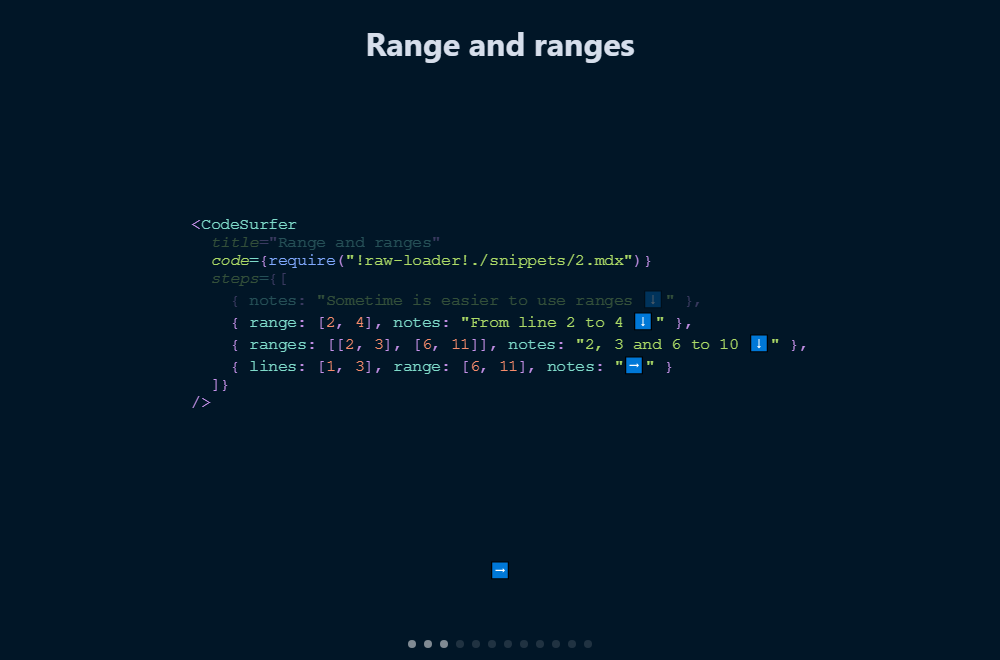 Range and ranges
<CodeSurfer
  title="Range and ranges"
  code={require("!raw-loader!./snippets/2.mdx")}
  steps={[
    { notes: "Sometime is easier to use ranges ⬇️" },
    { range: [2, 4], notes: "From line 2 to 4 ⬇️" },
    { ranges: [[2, 3], [6, 11]], notes: "2, 3 and 6 to 10 ⬇️" },
    { lines: [1, 3], range: [6, 11], notes: "➡️" }
  ]}
/>
➡️